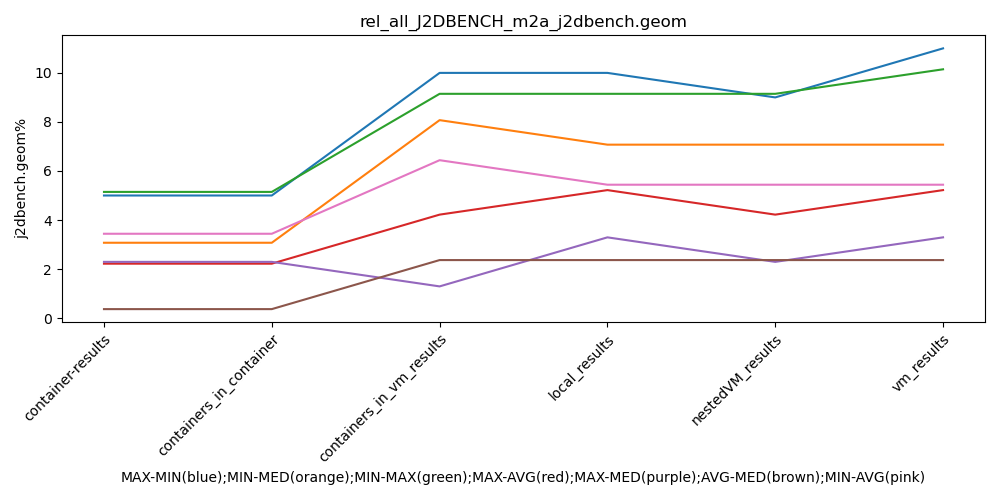 rel_all_J2DBENCH_m2a_j2dbench.geom
j2dbench.geom%
10
8
6
4
2
0
container-results
containers_in_container
containers_in_vm_results
local_results
nestedVM_results
vm_results
MAX-MIN(blue);MIN-MED(orange);MIN-MAX(green);MAX-AVG(red);MAX-MED(purple);AVG-MED(brown);MIN-AVG(pink)